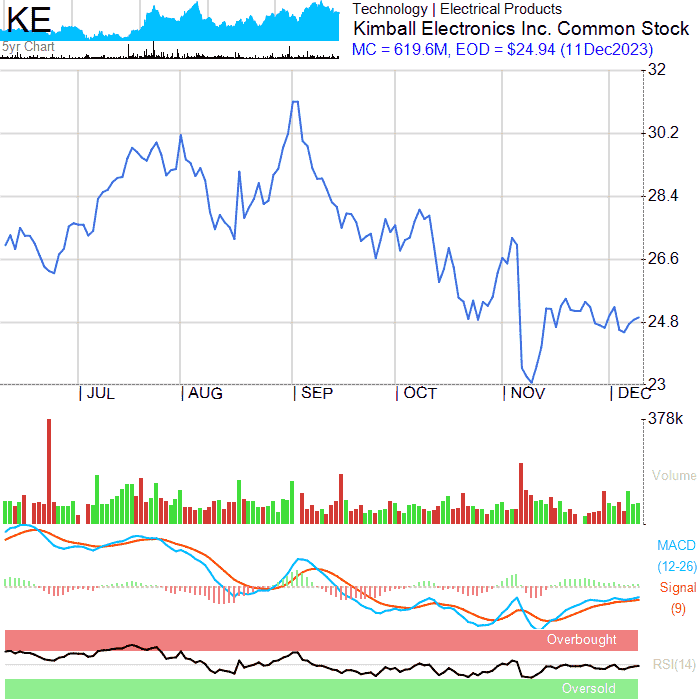 KE
5yr Chart
Technology | Electrical Products
Kimball Electronics Inc. Common Stock
MC = 619.6M, EOD = $24.94 (11Dec2023)
32
30.2
28.4
26.6
24.8
23
| JUL
| AUG
| SEP
| OCT
| NOV
| DEC
378k
Volume
MACD
(12-26)
Signal
(9)
Overbought
RSI(14)
Oversold